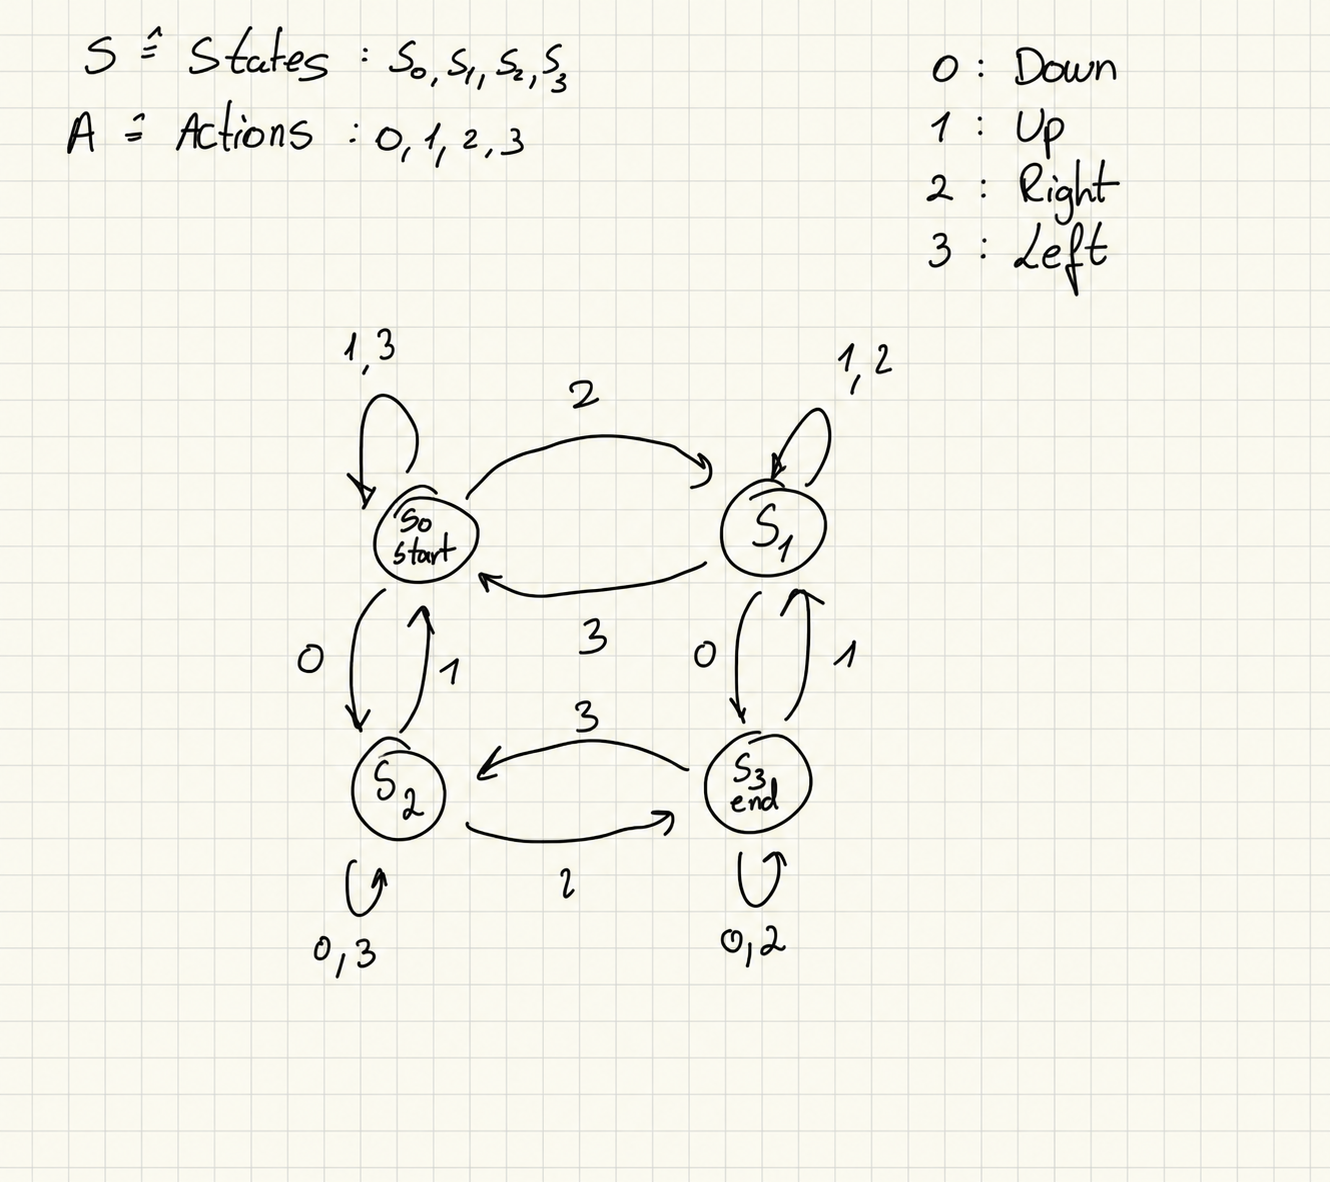 S ≙ States : S₀, S₁, S₂, S₃
A ≙ Actions : 0, 1, 2, 3
0 : Down
1 : Up
2 : Right
3 : Left
1,3
2
1,2
S0
start
S₁
3
0
1
0
1
3
S₂
S₃
end
2
0,3
0,2